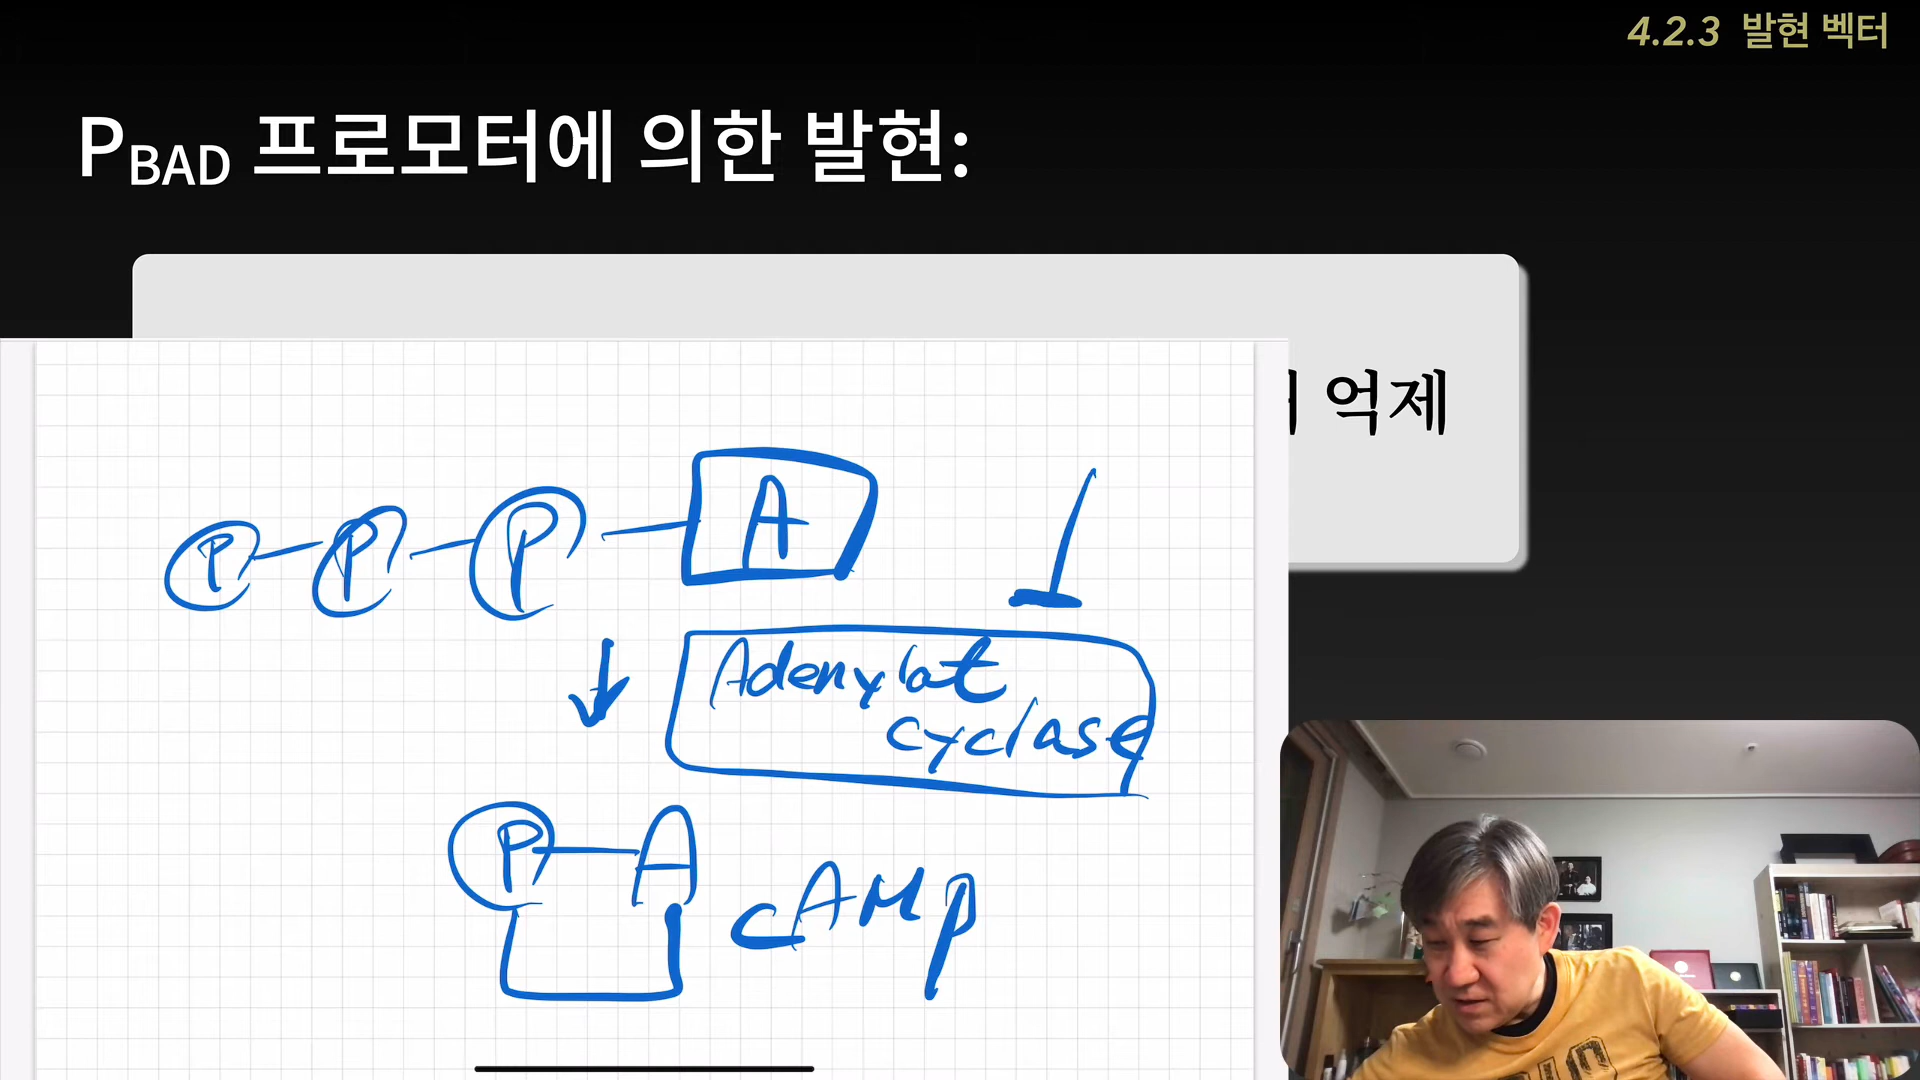 4.2.3 발현 벡터
PBAD 프로모터에 의한 발현:
억제
P P P A
Adenylat
cyclase
P A
cAMP